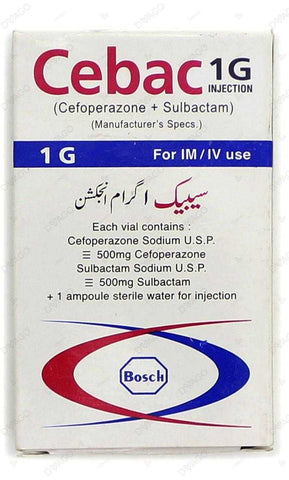 Cebac 1G
INJECTION
(Cefoperazone + Sulbactam)
(Manufacturer's Specs.)
1 G For IM/IV use
سیبیک ۱ گرام انجکشن
Each vial contains :
Cefoperazone Sodium U.S.P.
≡ 500mg Cefoperazone
Sulbactam Sodium U.S.P.
≡ 500mg Sulbactam
+ 1 ampoule sterile water for injection
Bosch